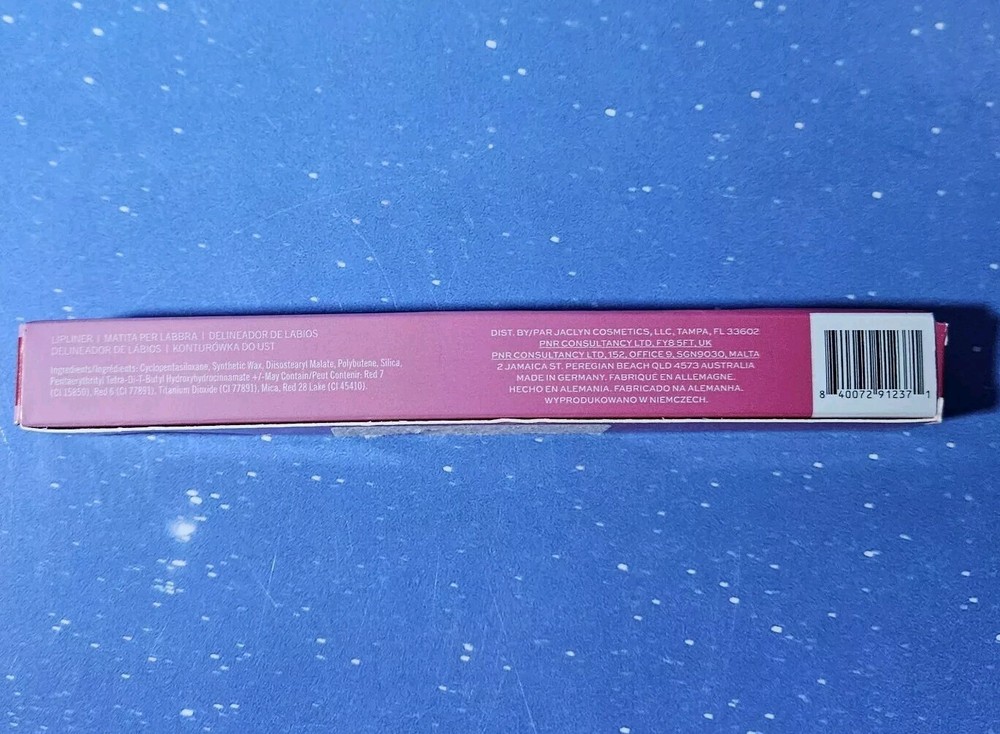 LIPLINER | MATITA PER LABBRA | DELINEADOR DE LABIOS
DELINEADOR DE LABIOS | KONTURÓWKA DO UST.
Ingredients/Ingrédients: Cyclopentasiloxane, Synthetic Wax, Diisostearyl Malate, Polybutene, Silica,
Pentaerythrityl Tetra-Di-T-Butyl Hydroxyhydrocinnamate +/-May Contain/Peut Contenir: Red 7
(CI 15850), Red 6 (CI 77891), Titanium Dioxide (CI 77891), Mica, Red 28 Lake (CI 45410).
DIST. BY/PAR JACLYN COSMETICS, LLC, TAMPA, FL 33602
PNR CONSULTANCY LTD, FY8 5FT, UK
PNR CONSULTANCY LTD, 152, OFFICE 9, SGN9030, MALTA
2 JAMAICA ST. PEREGIAN BEACH QLD 4573 AUSTRALIA
MADE IN GERMANY. FABRIQUÉ EN ALLEMAGNE.
HECHO EN ALEMANIA. FABRICADO NA ALEMANHA.
WYPRODUKOWANO W NIEMCZECH.
8 40072 91237 1